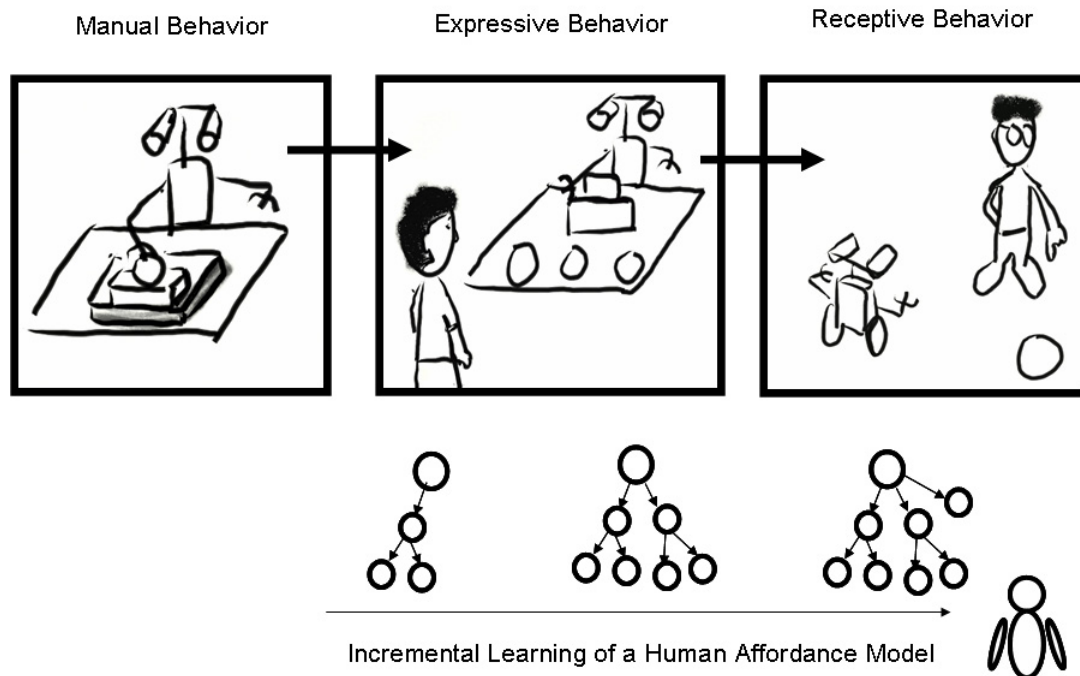 Manual Behavior
Expressive Behavior
Receptive Behavior
Incremental Learning of a Human Affordance Model